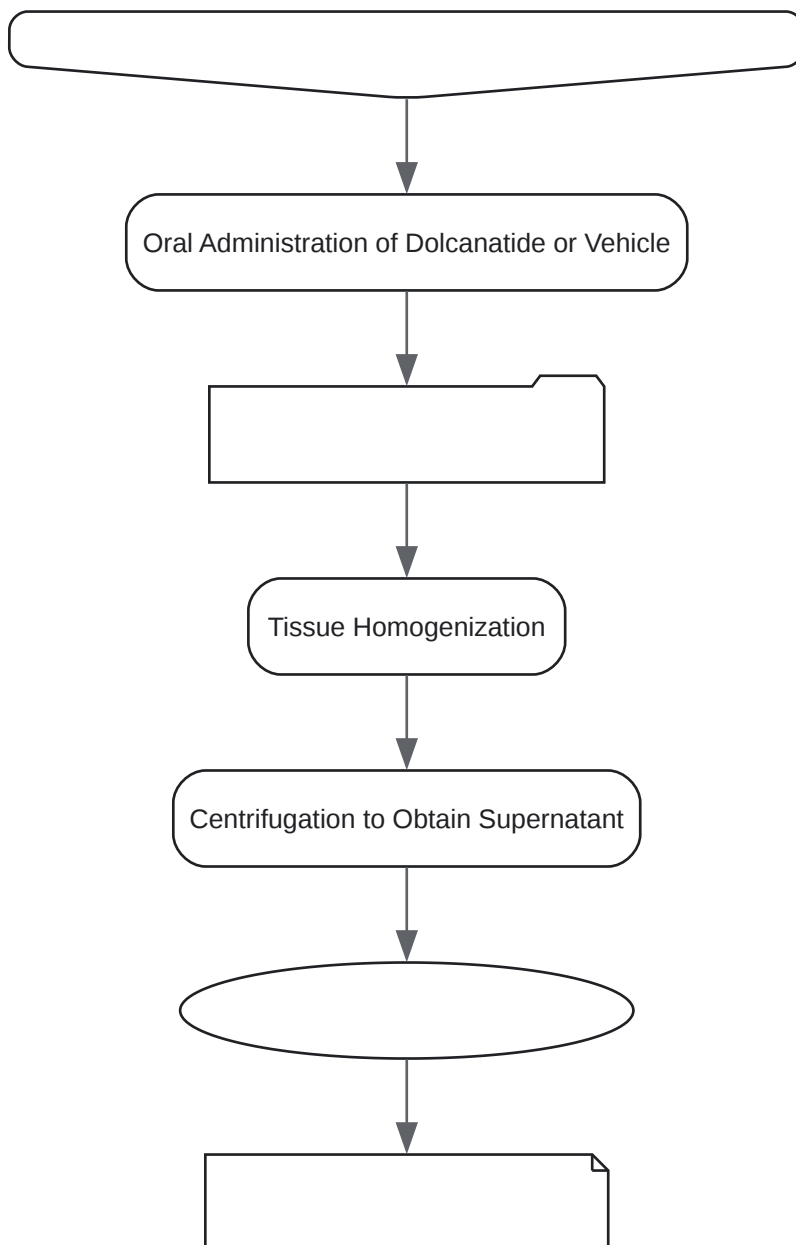 Oral Administration of Dolcanatide or Vehicle
Tissue Homogenization
Centrifugation to Obtain Supernatant